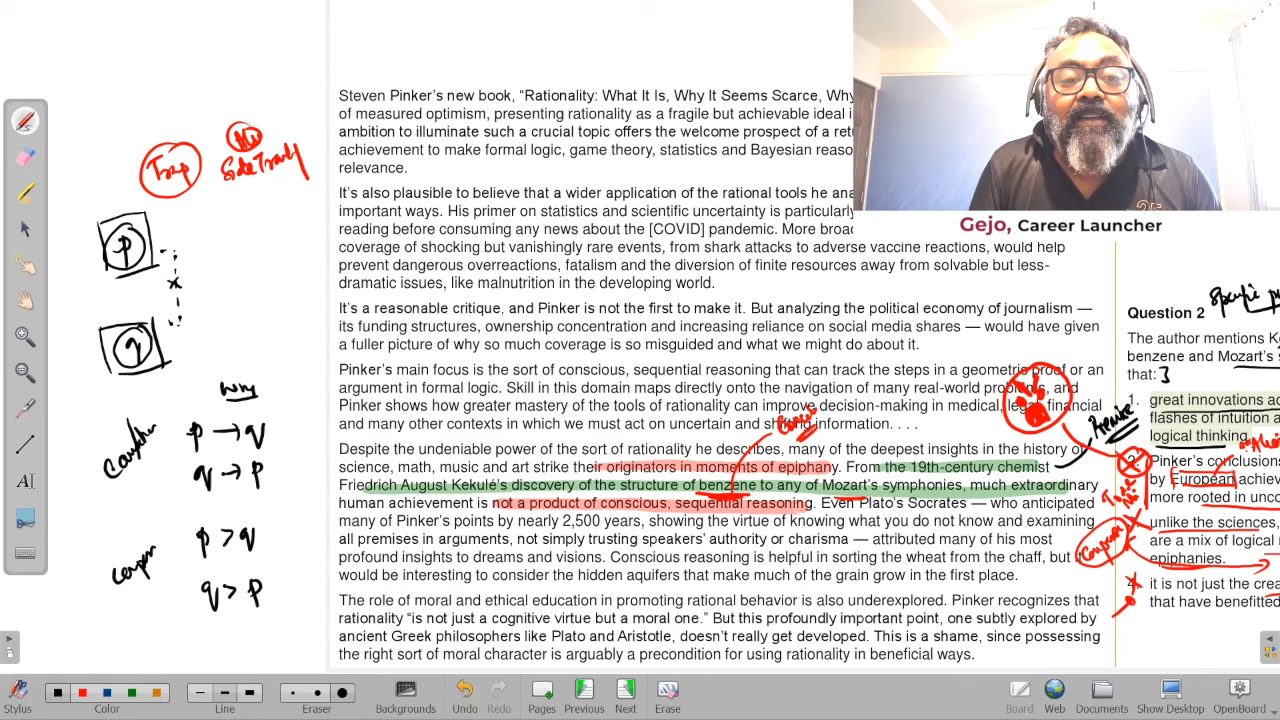 Trap
Side Track
p
q
why
p → q
q → p
p > q
q > p
Steven Pinker's new book, “Rationality: What It Is, Why It Seems Scarce, Why
of measured optimism, presenting rationality as a fragile but achievable ideal i
ambition to illuminate such a crucial topic offers the welcome prospect of a retu
achievement to make formal logic, game theory, statistics and Bayesian reaso
relevance.
It's also plausible to believe that a wider application of the rational tools he ana
important ways. His primer on statistics and scientific uncertainty is particularly
reading before consuming any news about the [COVID] pandemic. More broad
coverage of shocking but vanishingly rare events, from shark attacks to adverse vaccine reactions, would help
prevent dangerous overreactions, fatalism and the diversion of finite resources away from solvable but less-
dramatic issues, like malnutrition in the developing world.
It's a reasonable critique, and Pinker is not the first to make it. But analyzing the political economy of journalism —
its funding structures, ownership concentration and increasing reliance on social media shares — would have given
a fuller picture of why so much coverage is so misguided and what we might do about it.
Pinker's main focus is the sort of conscious, sequential reasoning that can track the steps in a geometric proof or an
argument in formal logic. Skill in this domain maps directly onto the navigation of many real-world problems, and
Pinker shows how greater mastery of the tools of rationality can improve decision-making in medical, legal, financial
and many other contexts in which we must act on uncertain and shifting information. . . .
Despite the undeniable power of the sort of rationality he describes, many of the deepest insights in the history of
science, math, music and art strike their originators in moments of epiphany. From the 19th-century chemist
Friedrich August Kekulé's discovery of the structure of benzene to any of Mozart's symphonies, much extraordinary
human achievement is not a product of conscious, sequential reasoning. Even Plato's Socrates — who anticipated
many of Pinker's points by nearly 2,500 years, showing the virtue of knowing what you do not know and examining
all premises in arguments, not simply trusting speakers' authority or charisma — attributed many of his most
profound insights to dreams and visions. Conscious reasoning is helpful in sorting the wheat from the chaff, but it
would be interesting to consider the hidden aquifers that make much of the grain grow in the first place.
The role of moral and ethical education in promoting rational behavior is also underexplored. Pinker recognizes that
rationality “is not just a cognitive virtue but a moral one.” But this profoundly important point, one subtly explored by
ancient Greek philosophers like Plato and Aristotle, doesn't really get developed. This is a shame, since possessing
the right sort of moral character is arguably a precondition for using rationality in beneficial ways.
Gejo, Career Launcher
Specific
Question 2
The author mentions K
benzene and Mozart's s
that:
1. great innovations ac
flashes of intuition a
logical thinking.
Pinker's conclusions
by European achiev
more rooted in uncon
unlike the sciences,
are a mix of logical r
epiphanies.
4. it is not just the crea
that have benefitted
Stylus
Color
Line
Eraser
Backgrounds
Undo
Redo
Pages
Previous
Next
Erase
Board
Web
Documents
Show Desktop
OpenBoard